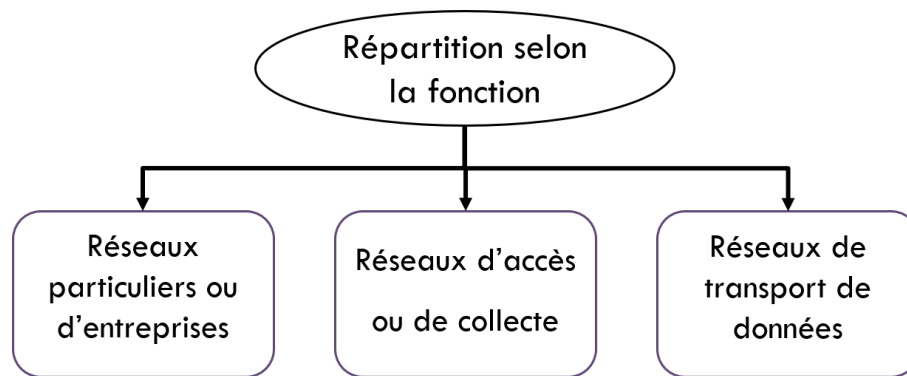 Répartition selon
la fonction
Réseaux
particuliers ou
d'entreprises
Réseaux d'accès
ou de collecte
Réseaux de
transport de
données